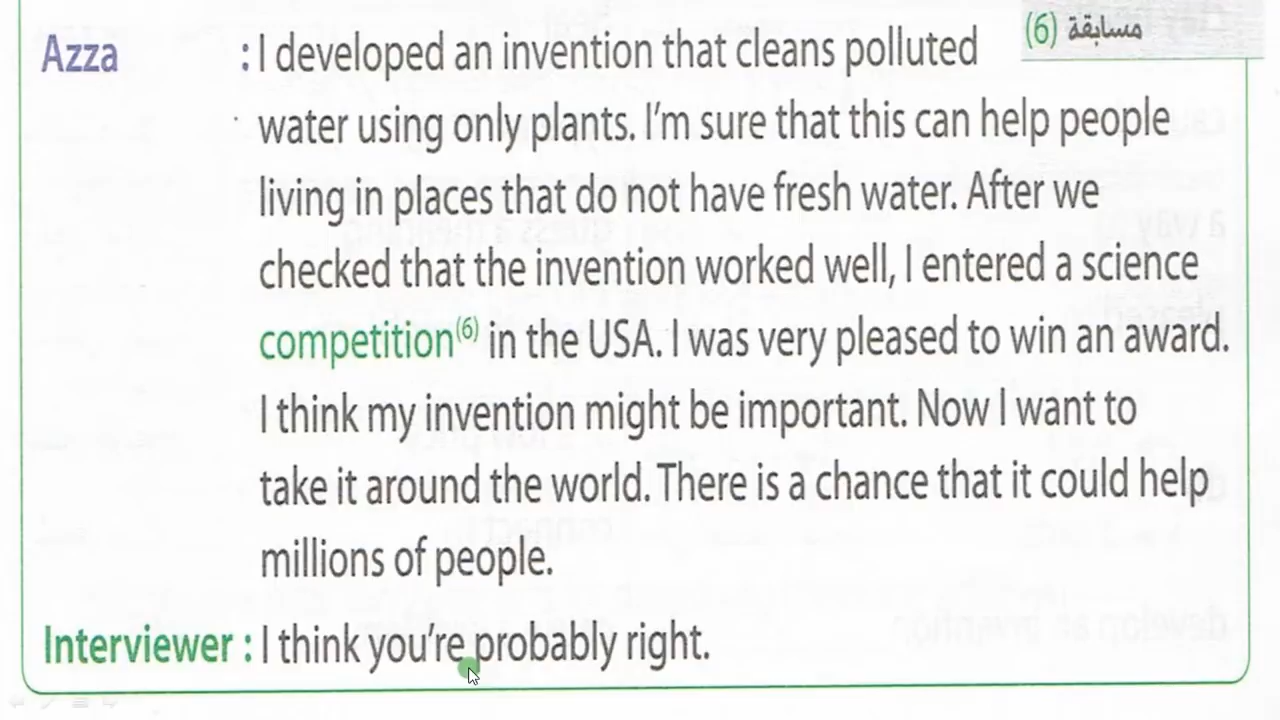 مسابقة (6)
Azza : I developed an invention that cleans polluted
water using only plants. I'm sure that this can help people
living in places that do not have fresh water. After we
checked that the invention worked well, I entered a science
competition(6) in the USA. I was very pleased to win an award.
I think my invention might be important. Now I want to
take it around the world. There is a chance that it could help
millions of people.
Interviewer : I think you're probably right.